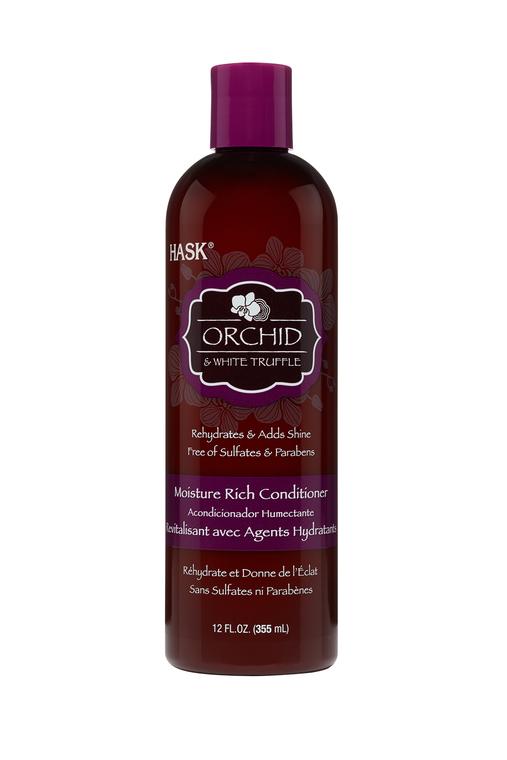 HASK®
ORCHID
& WHITE TRUFFLE
Rehydrates & Adds Shine
Free of Sulfates & Parabens
Moisture Rich Conditioner
Acondicionador Humectante
Revitalisant avec Agents Hydratants
Réhydrate et Donne de l'Éclat
Sans Sulfates ni Parabènes
12 FL.OZ. (355 mL)